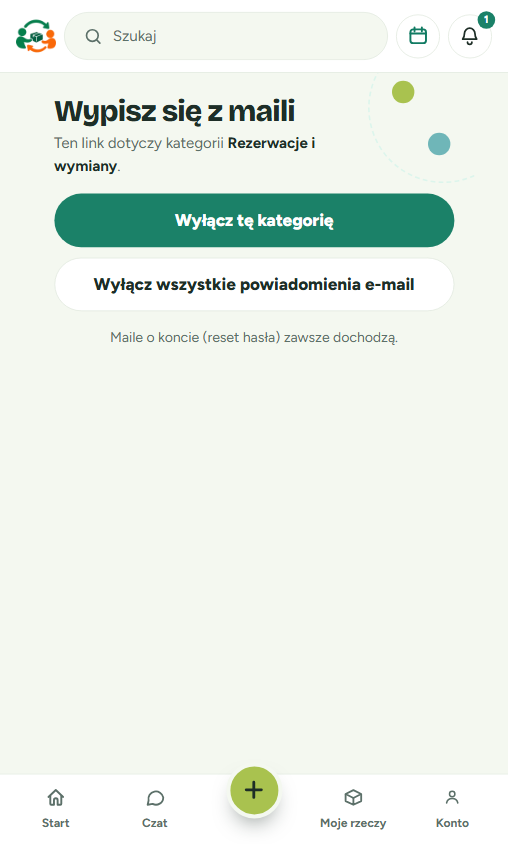 Szukaj
1
Wypisz się z maili
Ten link dotyczy kategorii Rezerwacje i
wymiany.
Wyłącz tę kategorię
Wyłącz wszystkie powiadomienia e-mail
Maile o koncie (reset hasła) zawsze dochodzą.
Start
Czat
Moje rzeczy
Konto